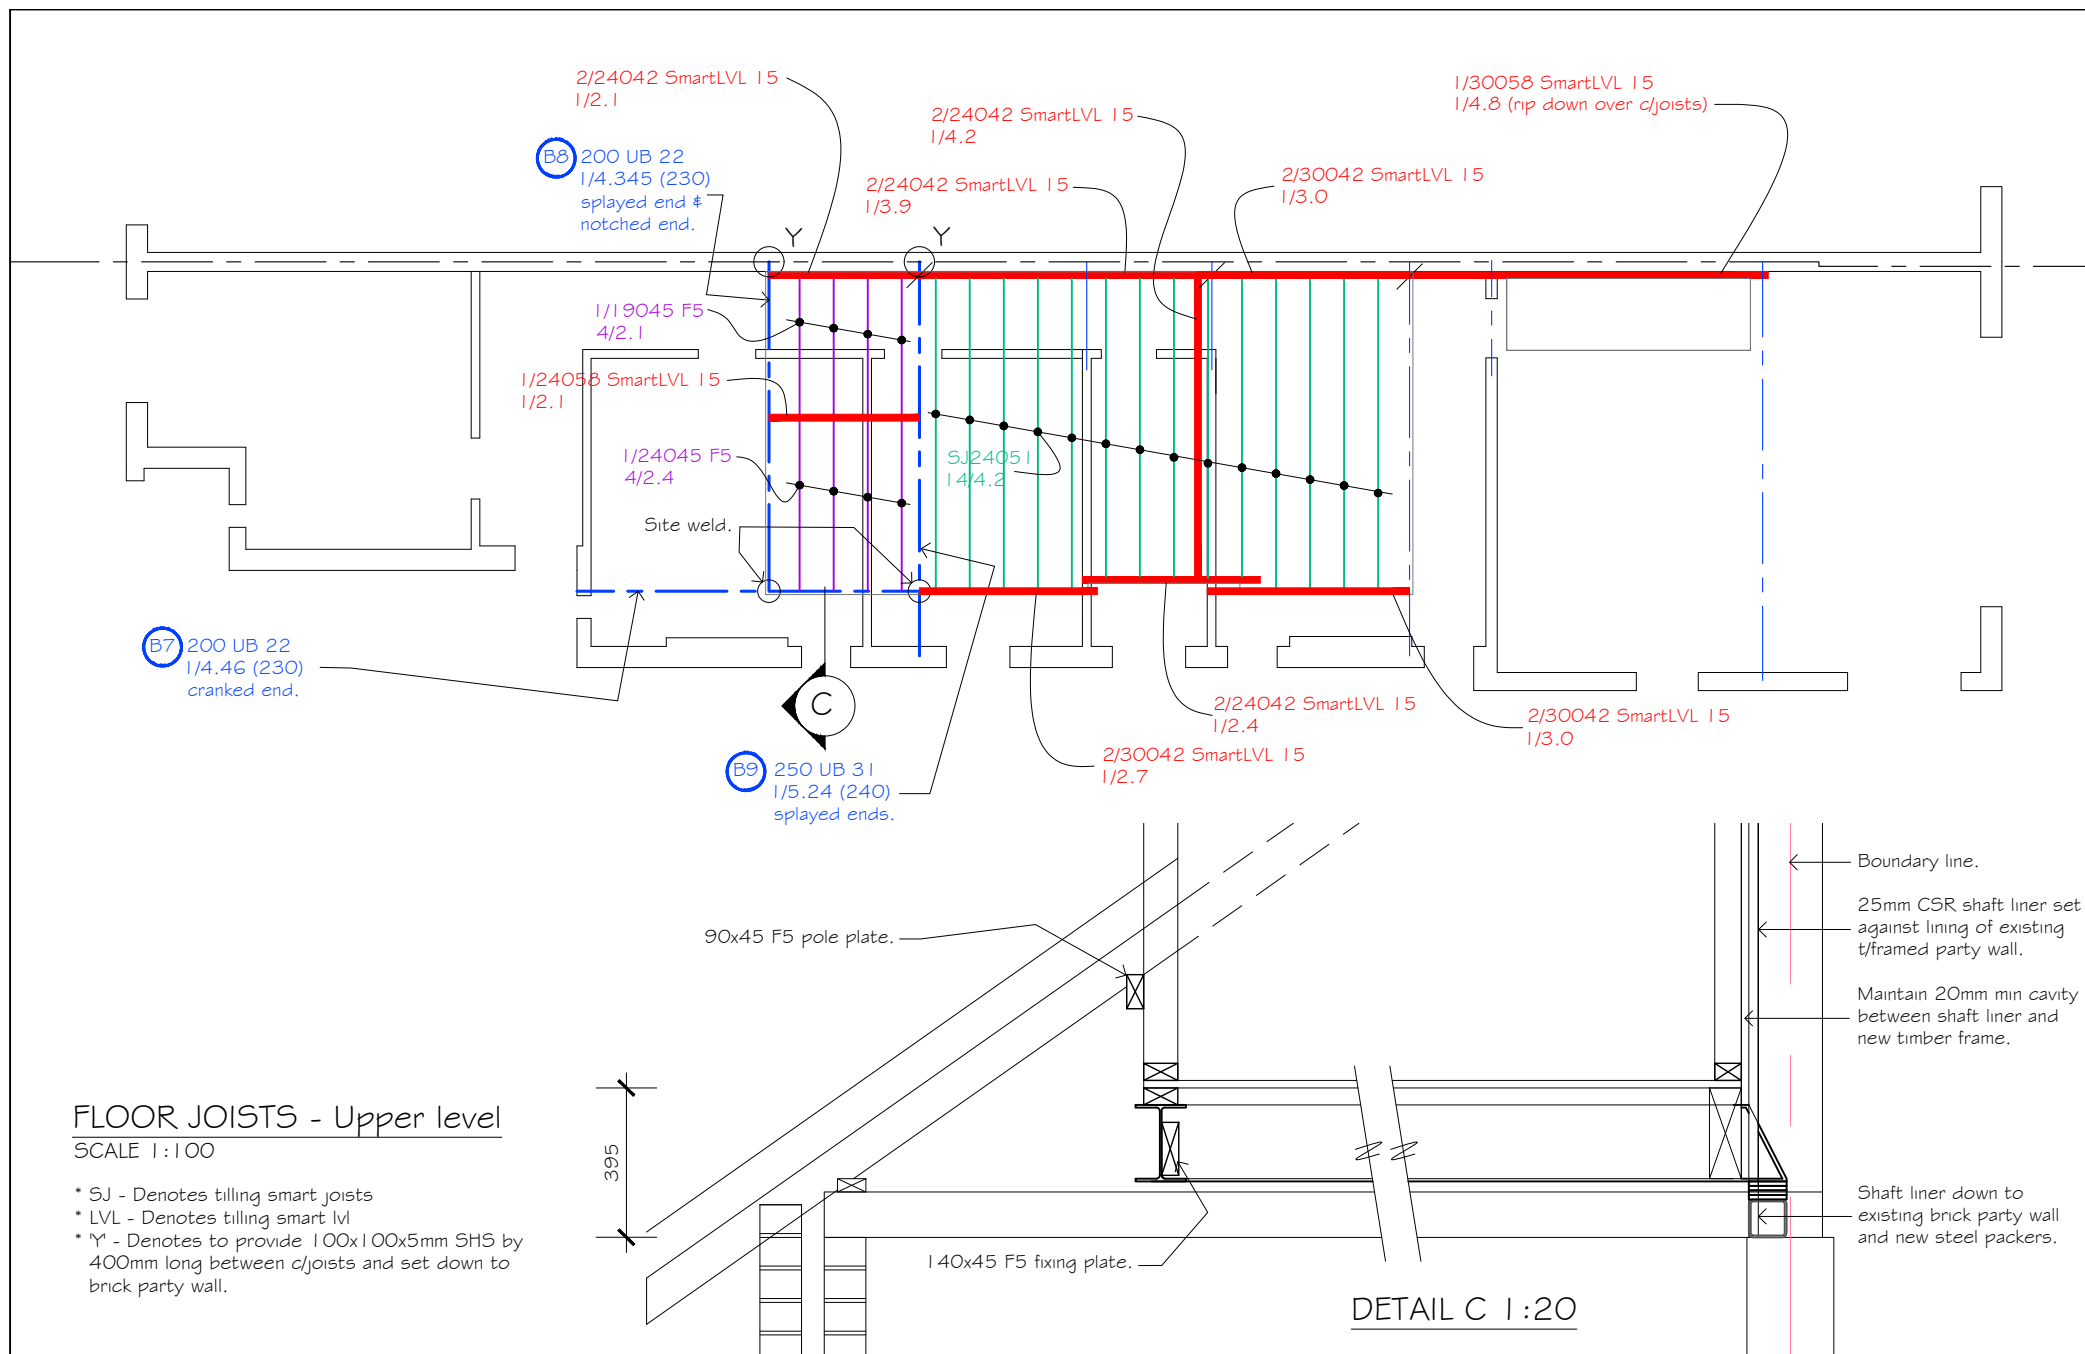 2/24042 SmartLVL 15
1/2.1
1/30058 SmartLVL 15
1/4.8 (rip down over c/joists)
2/24042 SmartLVL 15
1/4.2
B8
200 UB 22
1/4.345 (230)
splayed end &
notched end.
2/24042 SmartLVL 15
1/3.9
2/30042 SmartLVL 15
1/3.0
Y
Y
1/19045 F5
4/2.1
1/24058 SmartLVL 15
1/2.1
1/24045 F5
4/2.4
SJ24051
14/4.2
Site weld.
B7
200 UB 22
1/4.46 (230)
cranked end.
C
2/24042 SmartLVL 15
1/2.4
2/30042 SmartLVL 15
1/3.0
2/30042 SmartLVL 15
1/2.7
B9
250 UB 31
1/5.24 (240)
splayed ends.
Boundary line.
25mm CSR shaft liner set
against lining of existing
t/framed party wall.
90x45 F5 pole plate.
Maintain 20mm min cavity
between shaft liner and
new timber frame.
FLOOR JOISTS - Upper level
SCALE 1:100
395
* SJ - Denotes tilling smart joists
* LVL - Denotes tilling smart lvl
* 'Y' - Denotes to provide 100x100x5mm SHS by
400mm long between c/joists and set down to
brick party wall.
Shaft liner down to
existing brick party wall
and new steel packers.
140x45 F5 fixing plate.
DETAIL C 1:20